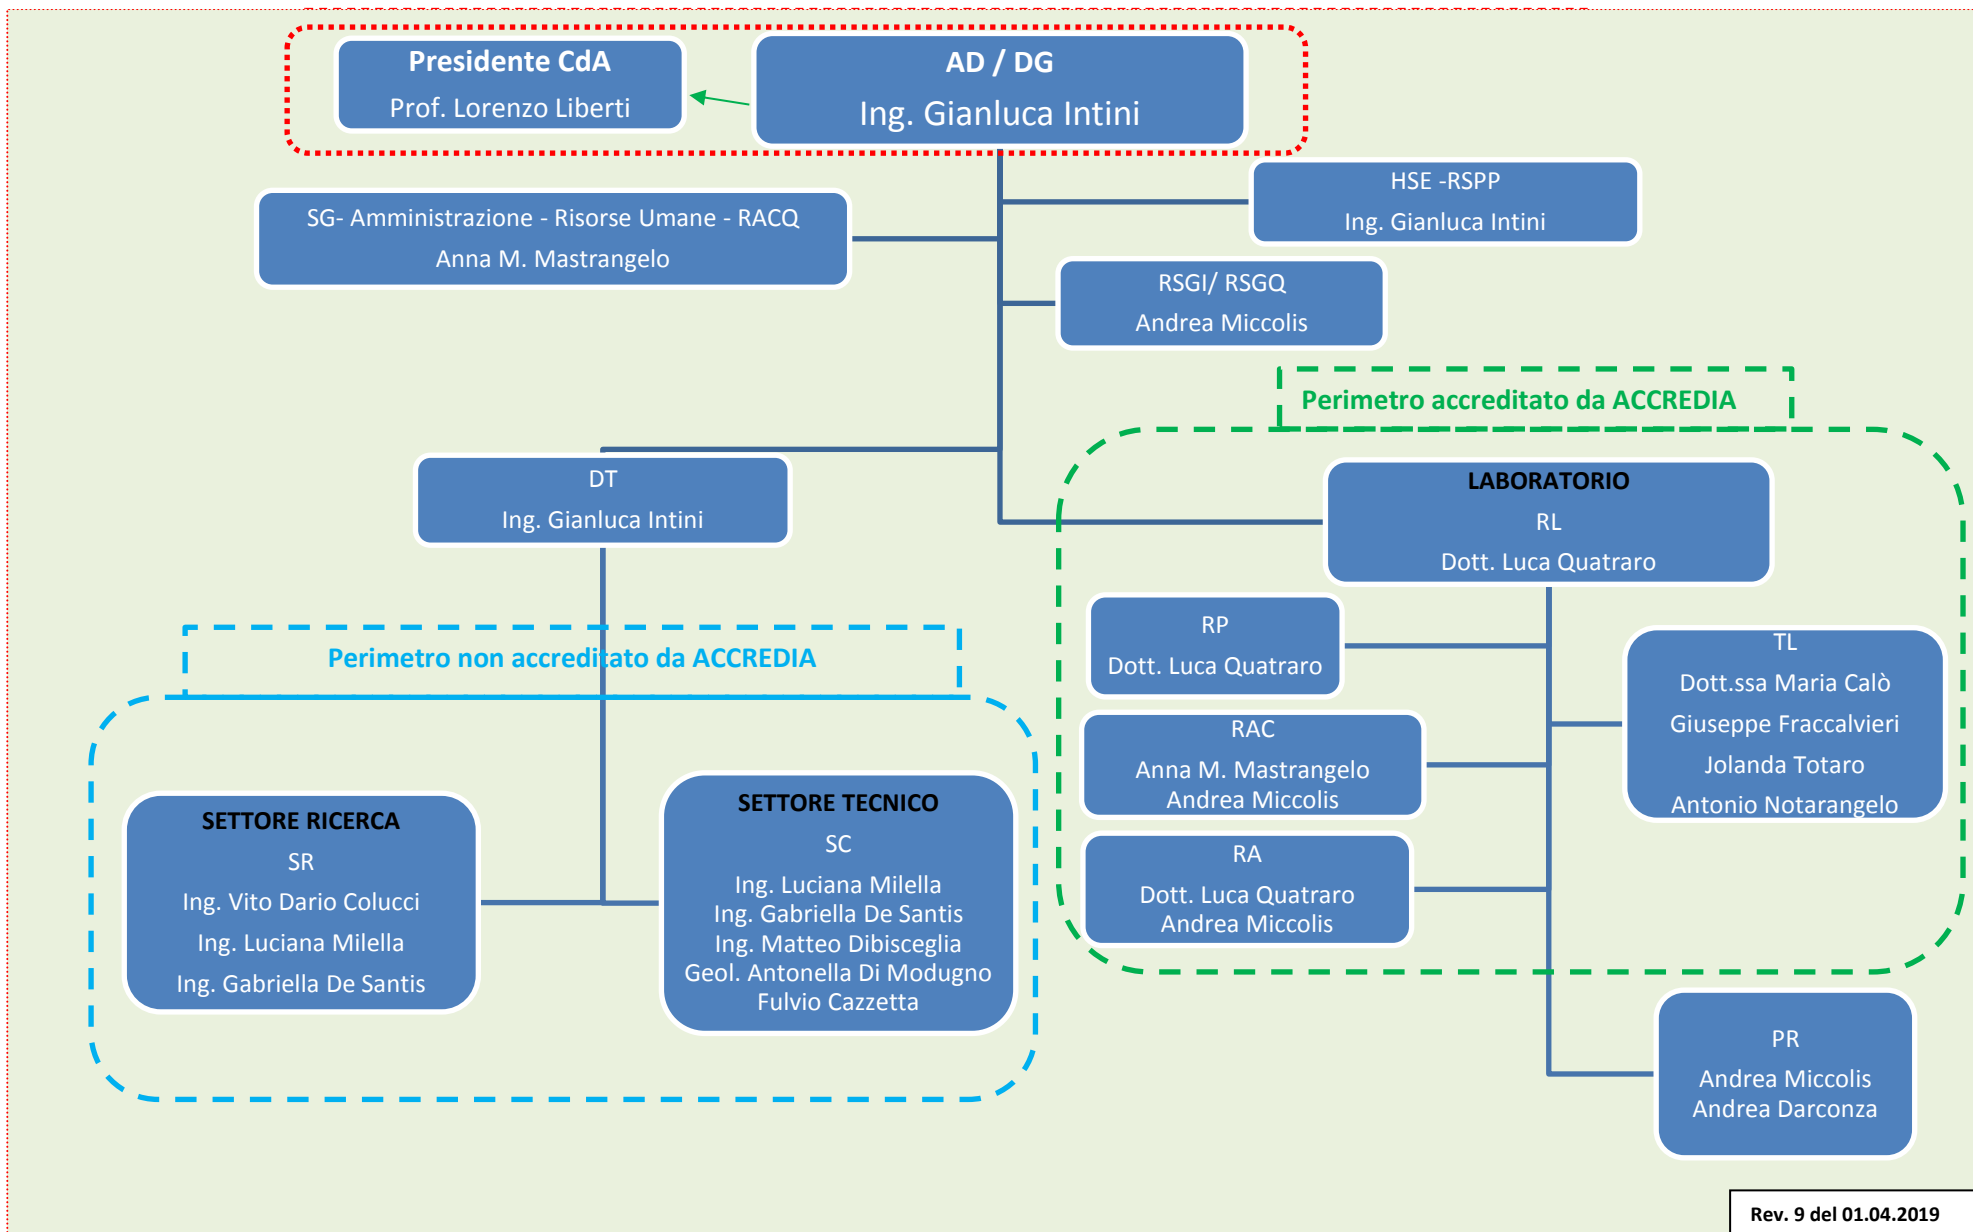 Presidente CdA
Prof. Lorenzo Liberti
AD / DG
Ing. Gianluca Intini
SG- Amministrazione - Risorse Umane - RACQ
Anna M. Mastrangelo
HSE -RSPP
Ing. Gianluca Intini
RSGI/ RSGQ
Andrea Miccolis
Perimetro accreditato da ACCREDIA
DT
Ing. Gianluca Intini
LABORATORIO
RL
Dott. Luca Quatraro
Perimetro non accreditato da ACCREDIA
RP
Dott. Luca Quatraro
TL
Dott.ssa Maria Calò
Giuseppe Fraccalvieri
Jolanda Totaro
Antonio Notarangelo
RAC
Anna M. Mastrangelo
Andrea Miccolis
SETTORE RICERCA
SR
Ing. Vito Dario Colucci
Ing. Luciana Milella
Ing. Gabriella De Santis
SETTORE TECNICO
SC
Ing. Luciana Milella
Ing. Gabriella De Santis
Ing. Matteo Dibisceglia
Geol. Antonella Di Modugno
Fulvio Cazzetta
RA
Dott. Luca Quatraro
Andrea Miccolis
PR
Andrea Miccolis
Andrea Darconza
Rev. 9 del 01.04.2019